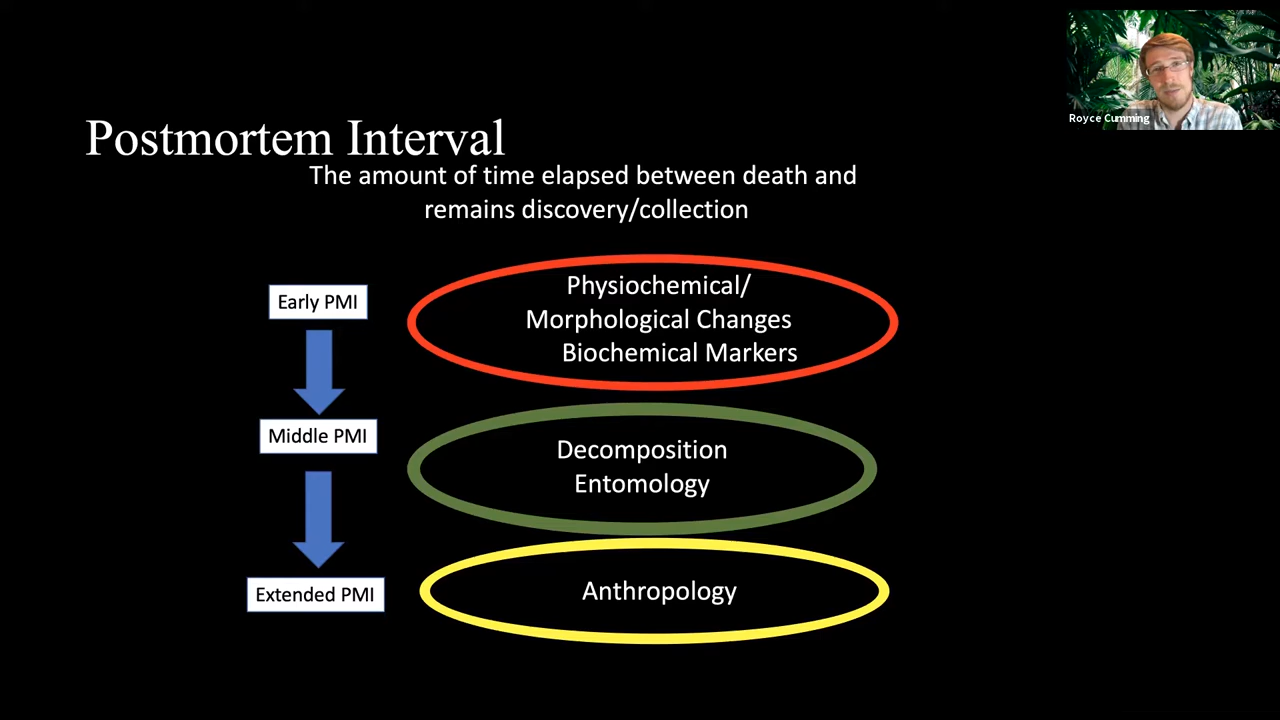 Royce Cumming
Postmortem Interval
The amount of time elapsed between death and
remains discovery/collection
Early PMI
Physiochemical/
Morphological Changes
Biochemical Markers
Middle PMI
Decomposition
Entomology
Extended PMI
Anthropology